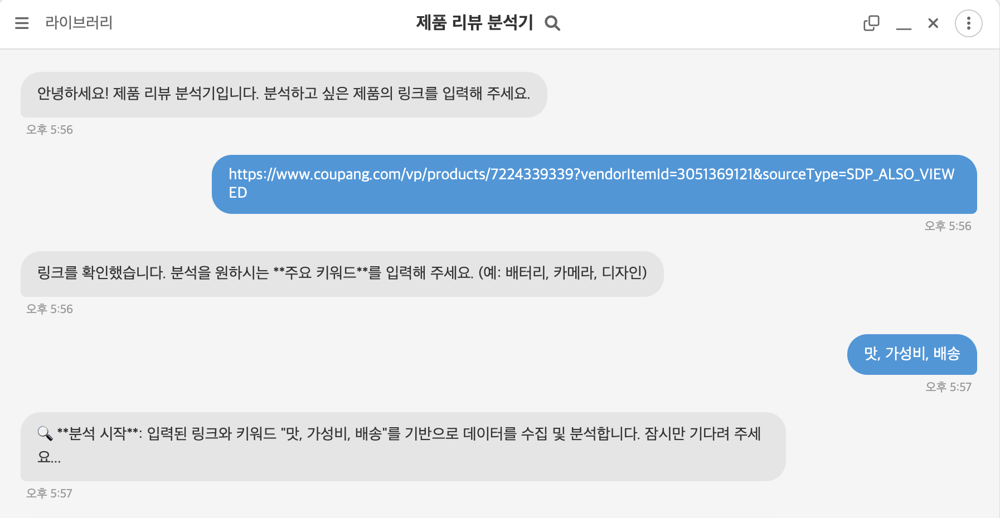 라이브러리
제품 리뷰 분석기
안녕하세요! 제품 리뷰 분석기입니다. 분석하고 싶은 제품의 링크를 입력해 주세요.
오후 5:56
https://www.coupang.com/vp/products/7224339339?vendorItemId=3051369121&sourceType=SDP_ALSO_VIEW
ED
오후 5:56
링크를 확인했습니다. 분석을 원하시는 **주요 키워드**를 입력해 주세요. (예: 배터리, 카메라, 디자인)
오후 5:56
맛, 가성비, 배송
오후 5:57
🔍 **분석 시작**: 입력된 링크와 키워드 "맛, 가성비, 배송"를 기반으로 데이터를 수집 및 분석합니다. 잠시만 기다려 주세
요...
오후 5:57